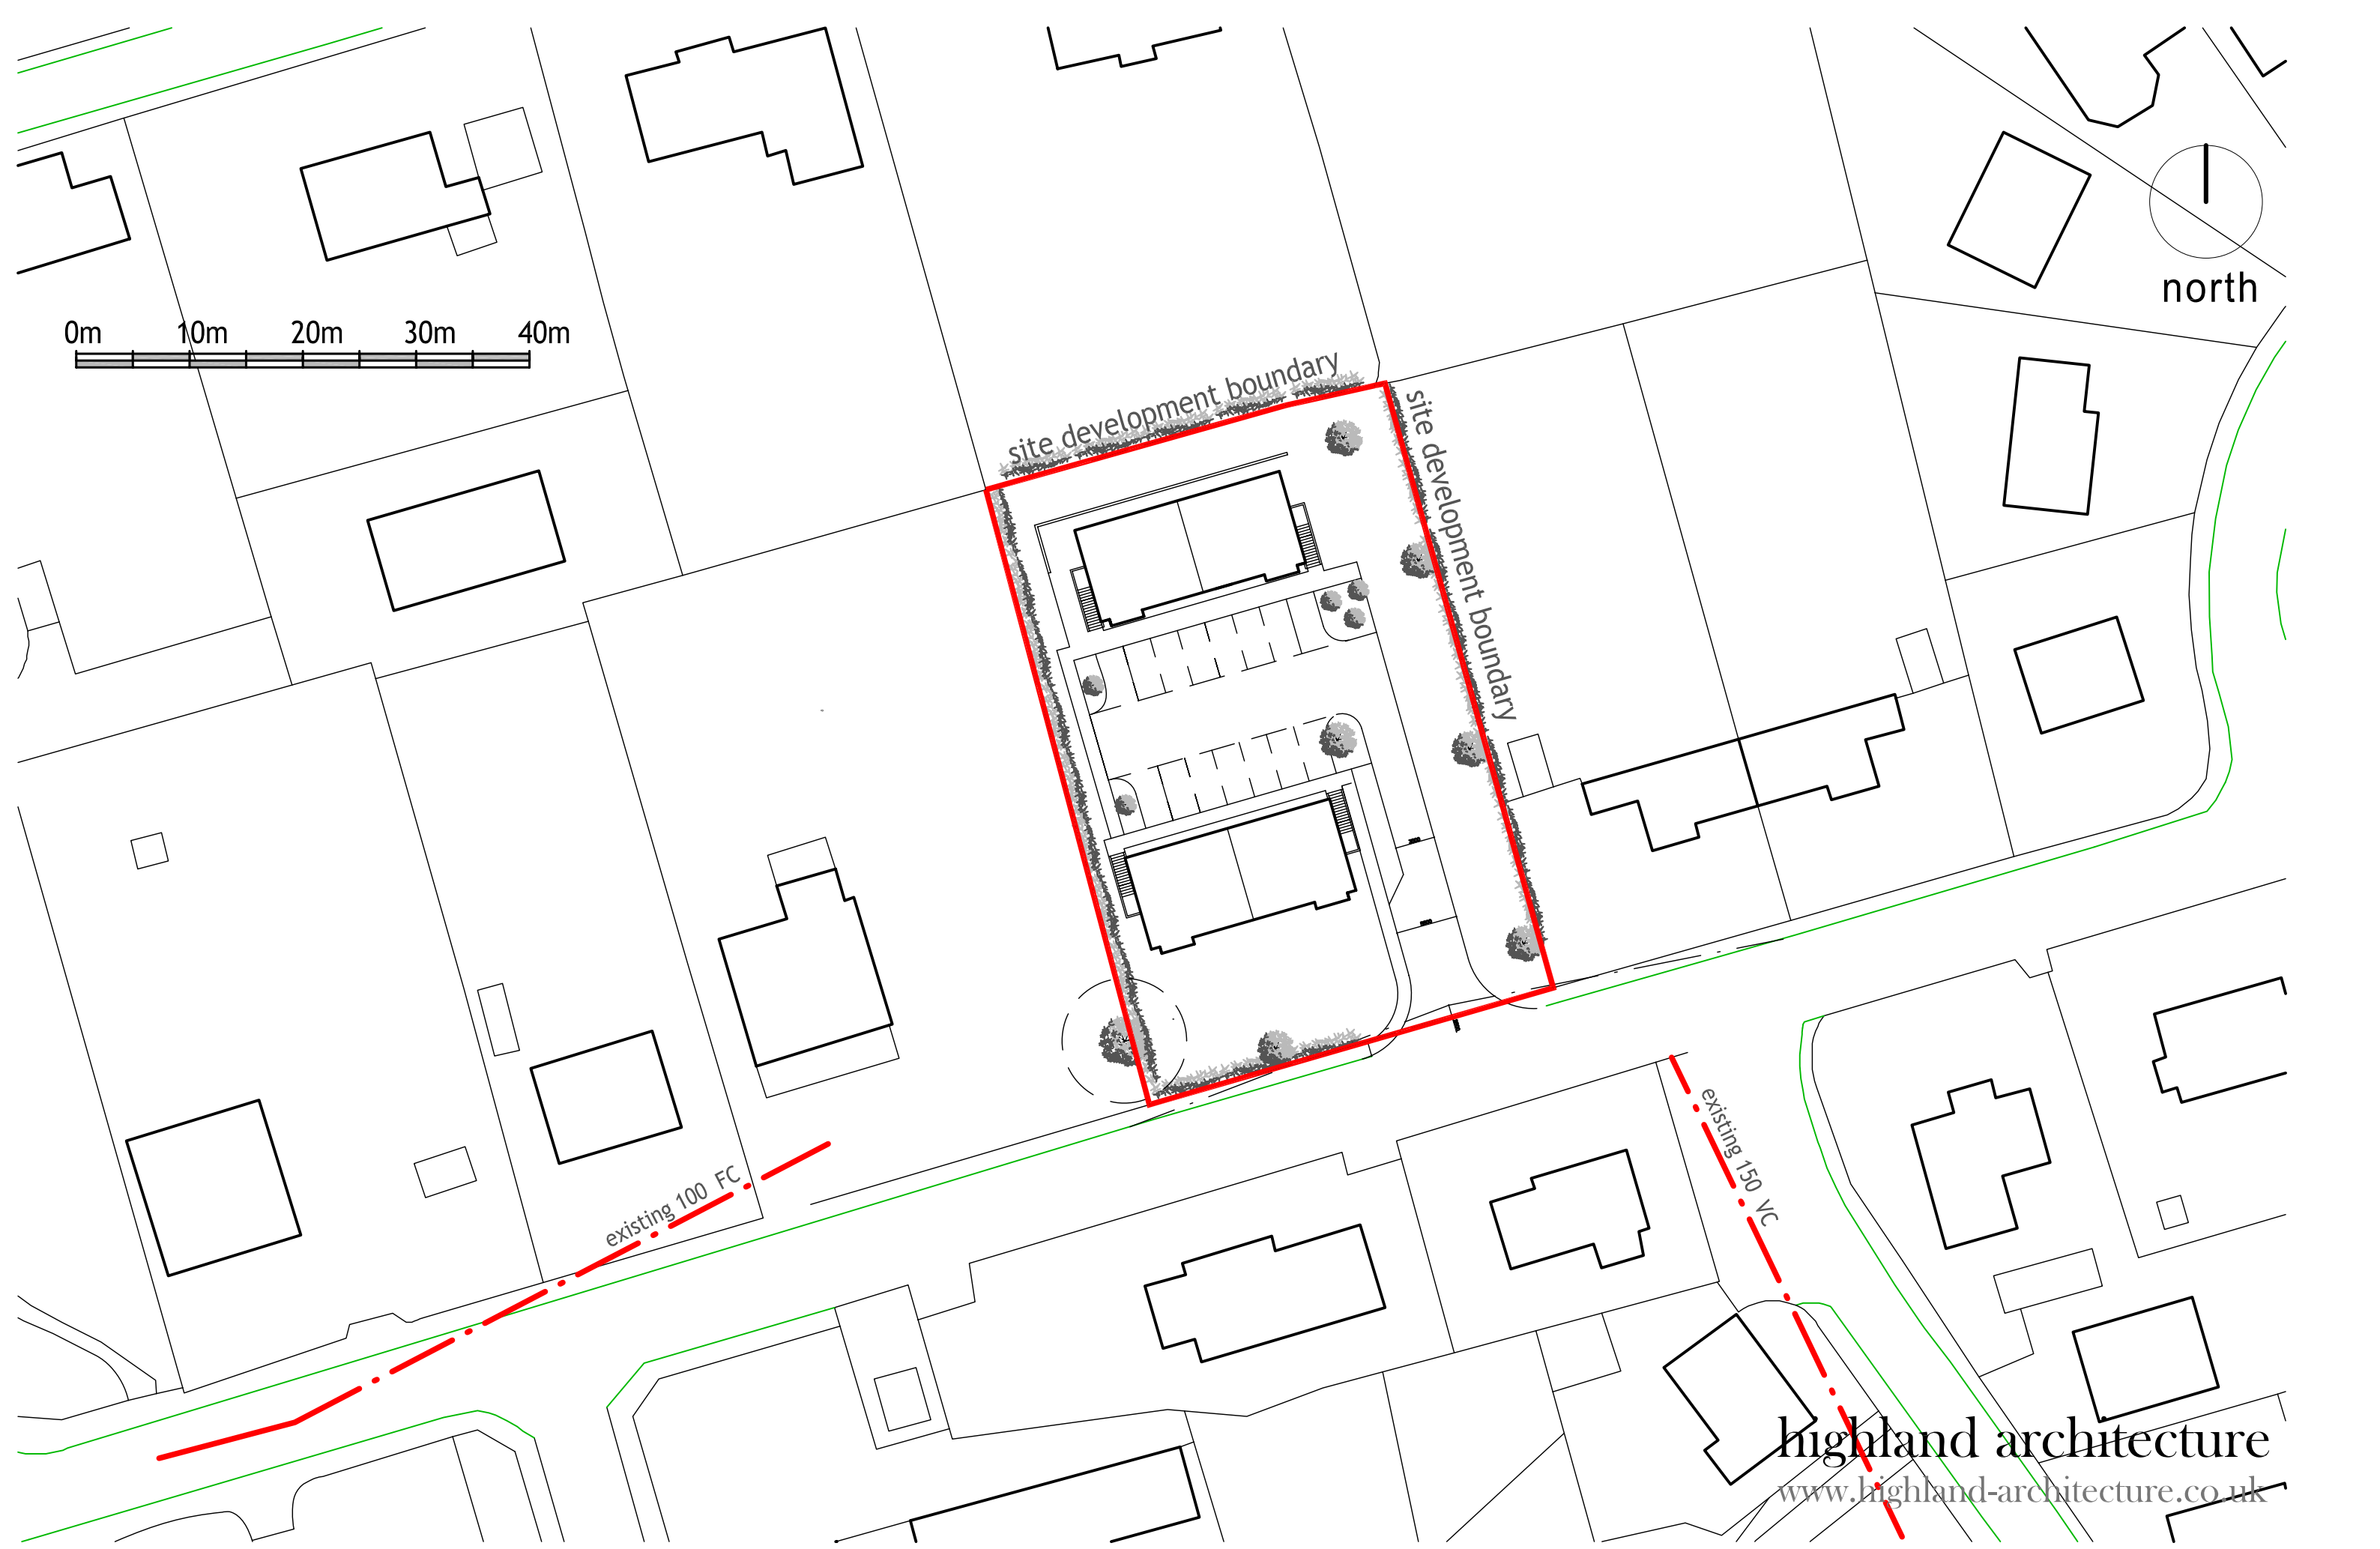 north
0m 10m 20m 30m 40m
site development boundary
site development boundary
existing 100 FC
existing 150 VC
highland architecture
www.highland-architecture.co.uk